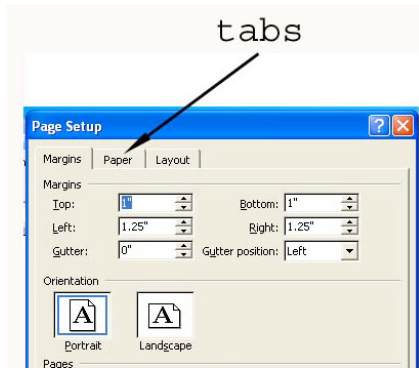 tabs
Page Setup ?
Margins Paper Layout
Margins
Top: 1" Bottom: 1"
Left: 1.25" Right: 1.25"
Gutter: 0" Gutter position: Left
Orientation
A A
Portrait Landscape
Pages